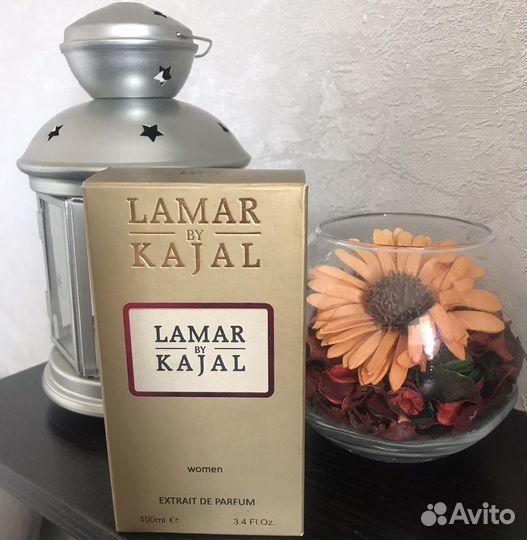 LAMAR
BY
KAJAL
LAMAR
BY
KAJAL
women
EXTRAIT DE PARFUM
100ml ℮ 3.4 Fl.Oz.
Avito